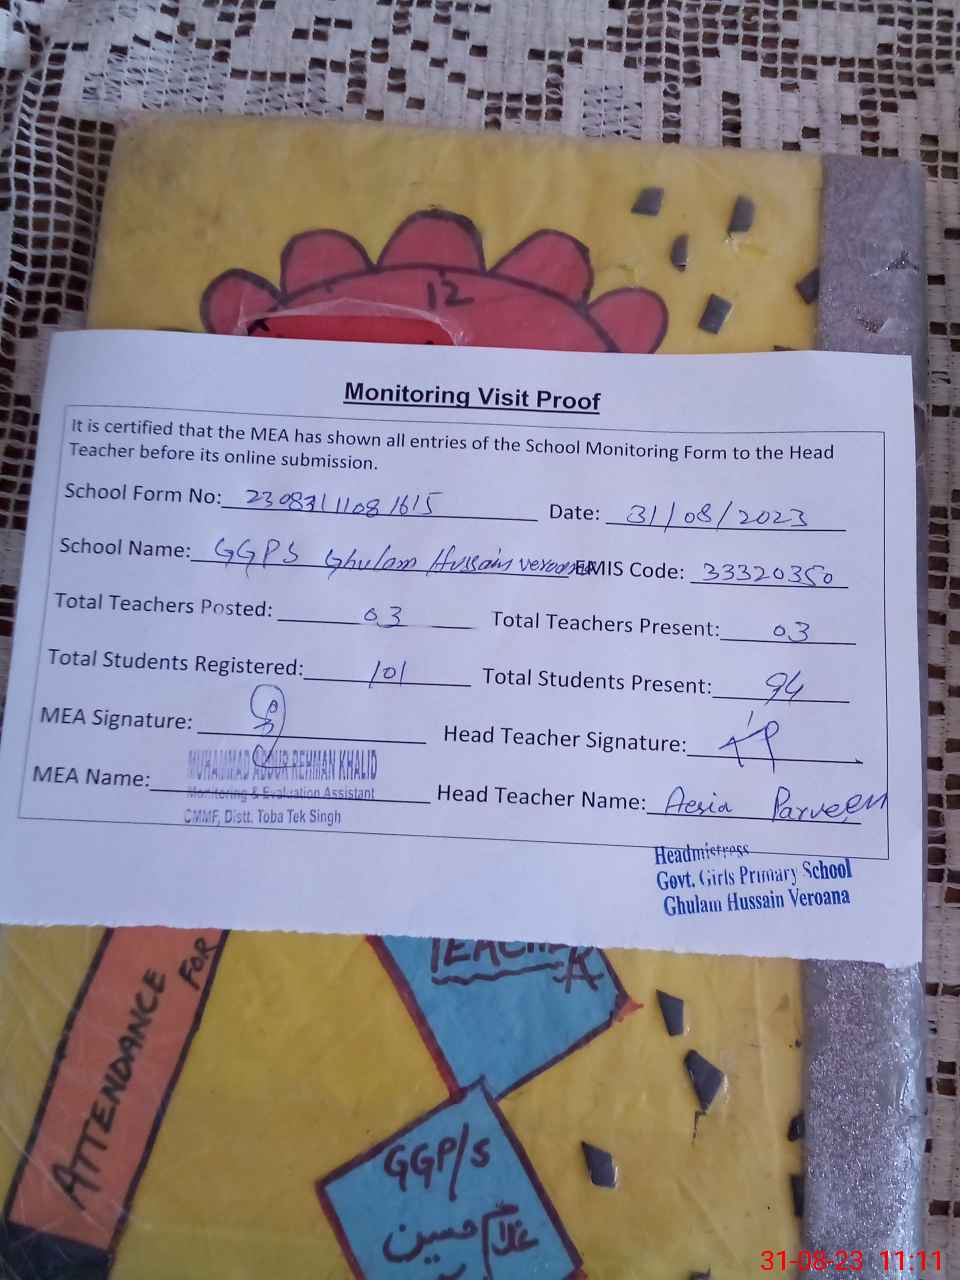 12
Monitoring Visit Proof
It is certified that the MEA has shown all entries of the School Monitoring Form to the Head
Teacher before its online submission.
School Form No: 23083111081615 Date: 31/08/2023
School Name: GGPS Ghulam Hussain veroana EMIS Code: 33320350
Total Teachers Posted: 03 Total Teachers Present: 03
Total Students Registered: 101 Total Students Present: 94
MEA Signature: Head Teacher Signature: AP
MUHAMMAD ABDUR REHMAN KHALID
MEA Name: Head Teacher Name: Aesia Parveen
Monitoring & Evaluation Assistant
CMMF, Distt. Toba Tek Singh
Headmistress
Govt. Girls Primary School
Ghulam Hussain Veroana
ATTENDANCE FOR
TEACHER
GGP/S
غلام حسین
31-08-23 11:11